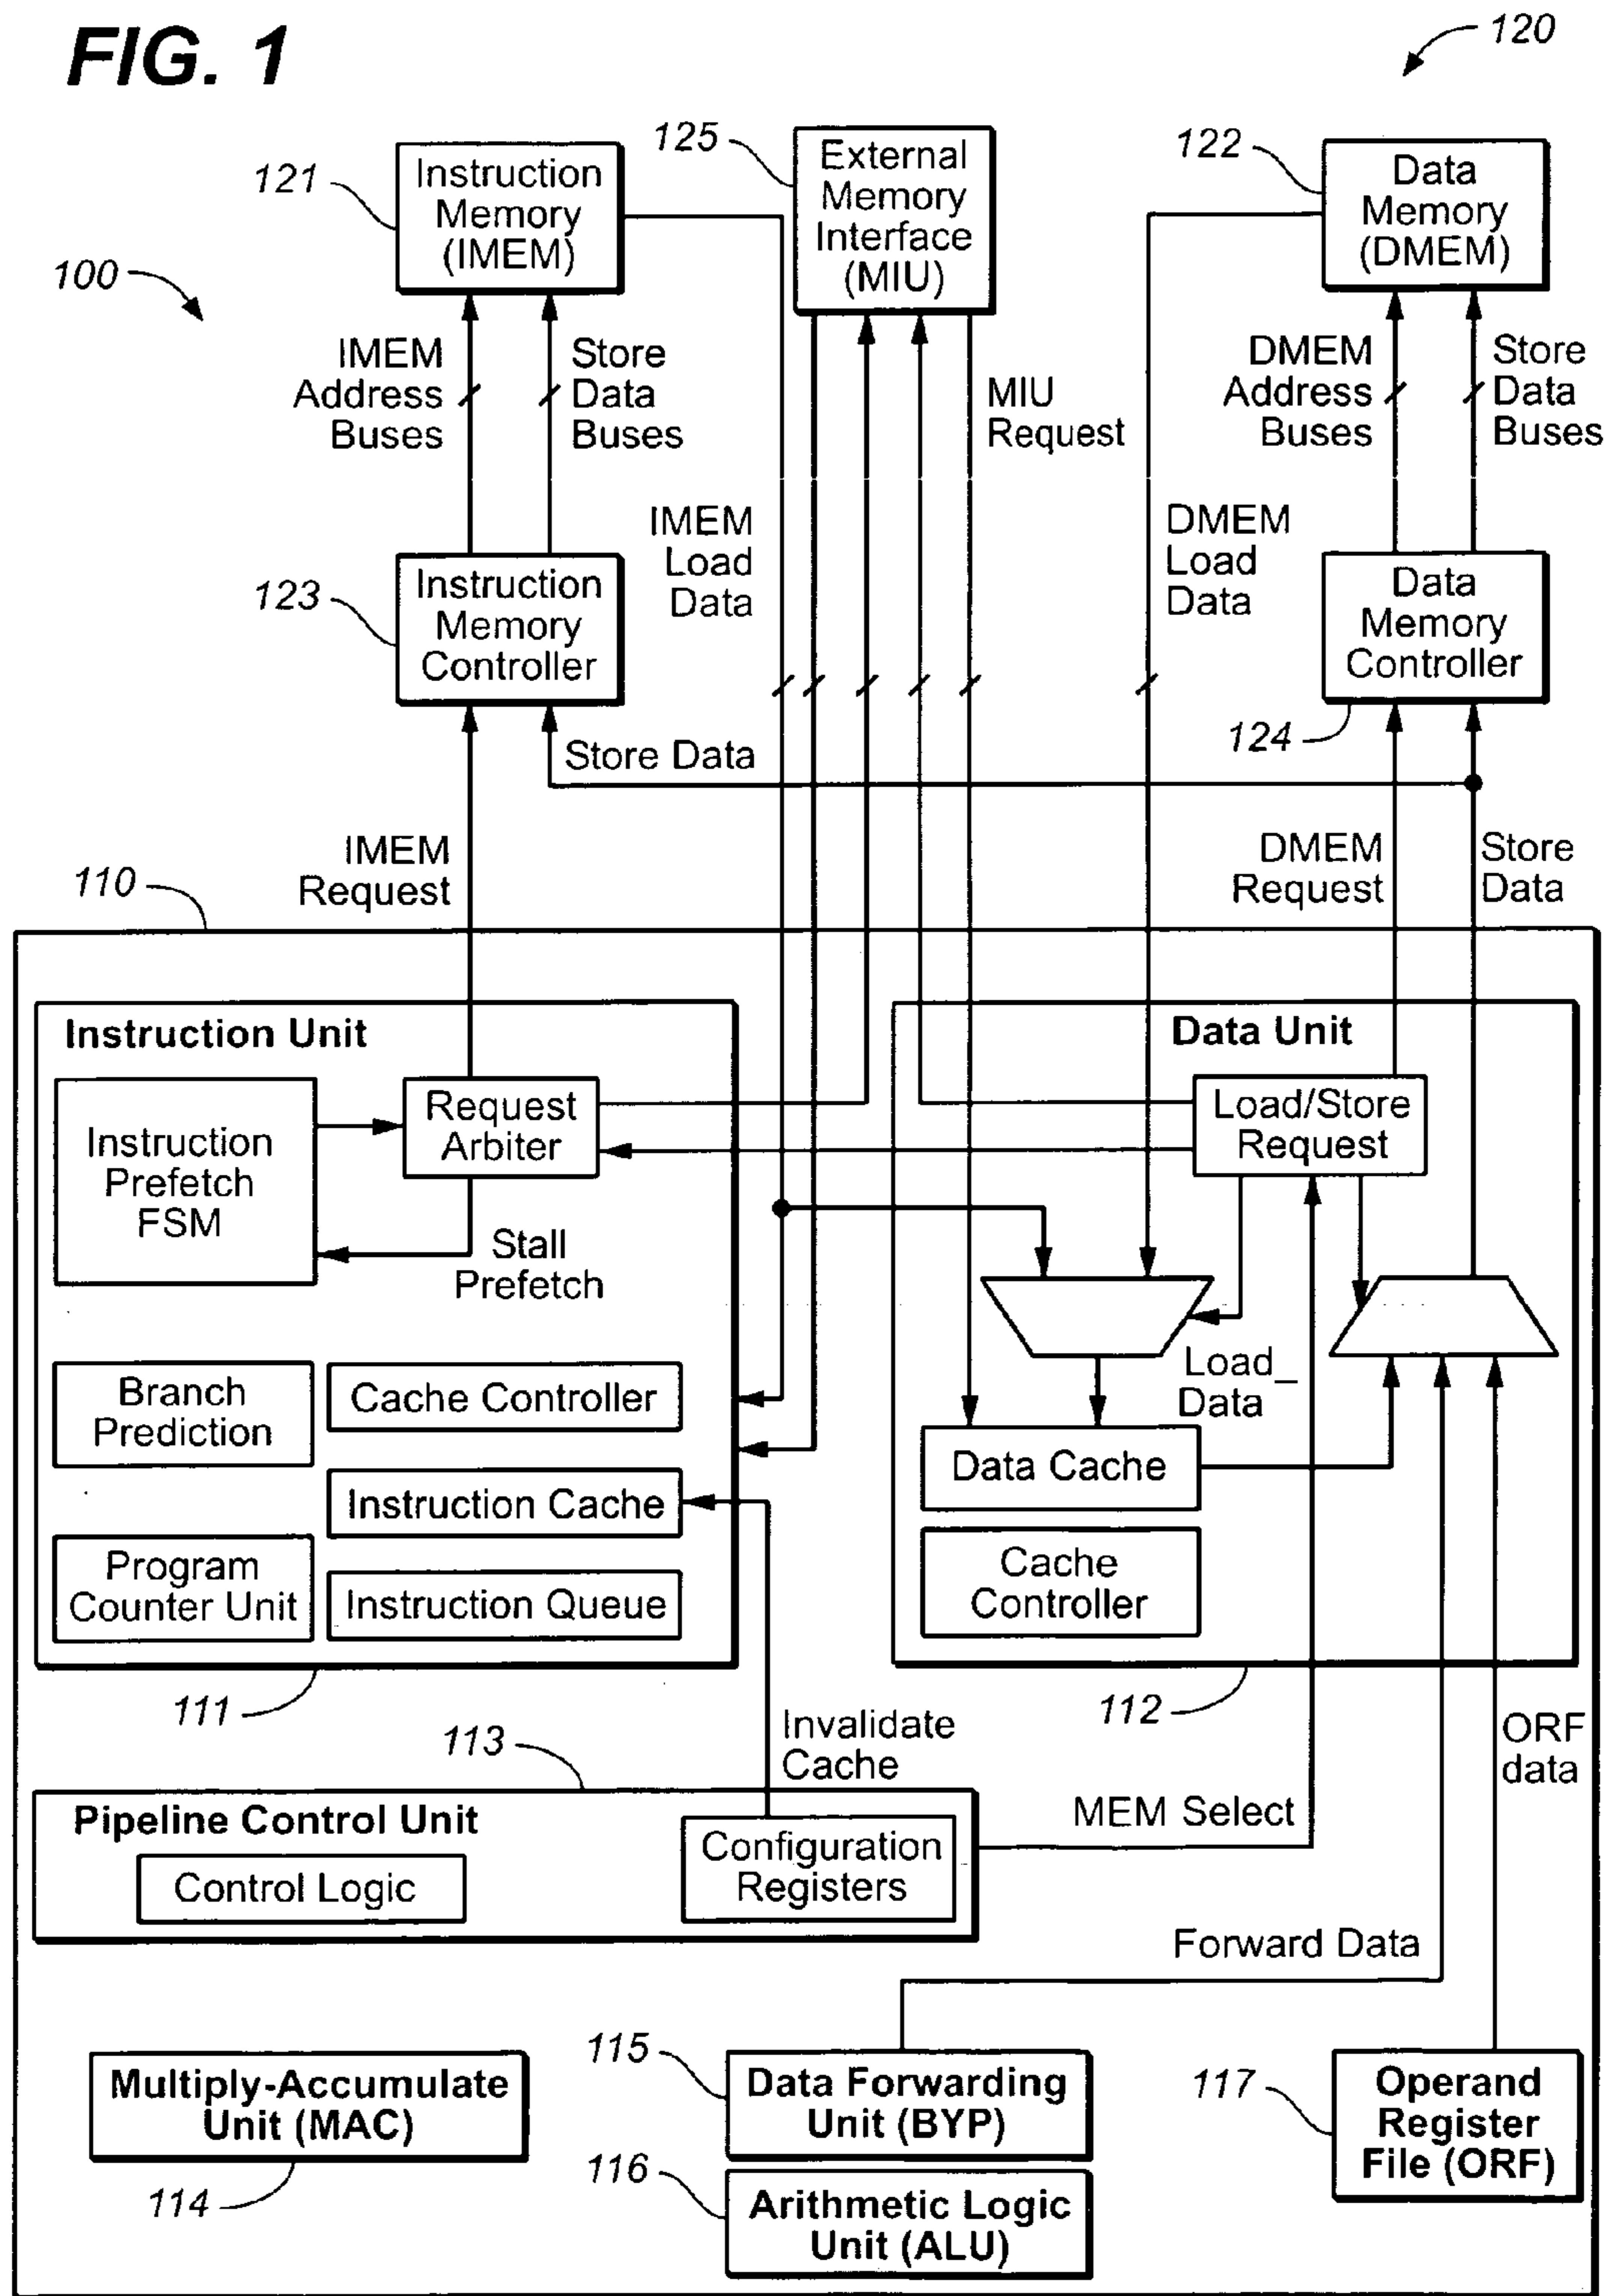 FIG. 1
120
125
External
Memory
Interface
(MIU)
122
Data
Memory
(DMEM)
121
Instruction
Memory
(IMEM)
100
IMEM
Address
Buses
Store
Data
Buses
MIU
Request
DMEM
Address
Buses
Store
Data
Buses
IMEM
Load
Data
DMEM
Load
Data
123
Instruction
Memory
Controller
Data
Memory
Controller
124
Store Data
IMEM
Request
DMEM
Request
Store
Data
110
Instruction Unit
Data Unit
Instruction
Prefetch
FSM
Request
Arbiter
Load/Store
Request
Stall
Prefetch
Branch
Prediction
Cache Controller
Load_
Data
Data Cache
Instruction Cache
Program
Counter Unit
Instruction Queue
Cache
Controller
111
112
113
Invalidate
Cache
ORF
data
Pipeline Control Unit
Control Logic
Configuration
Registers
MEM Select
Forward Data
Multiply-Accumulate
Unit (MAC)
114
115
Data Forwarding
Unit (BYP)
116
Arithmetic Logic
Unit (ALU)
117
Operand
Register
File (ORF)